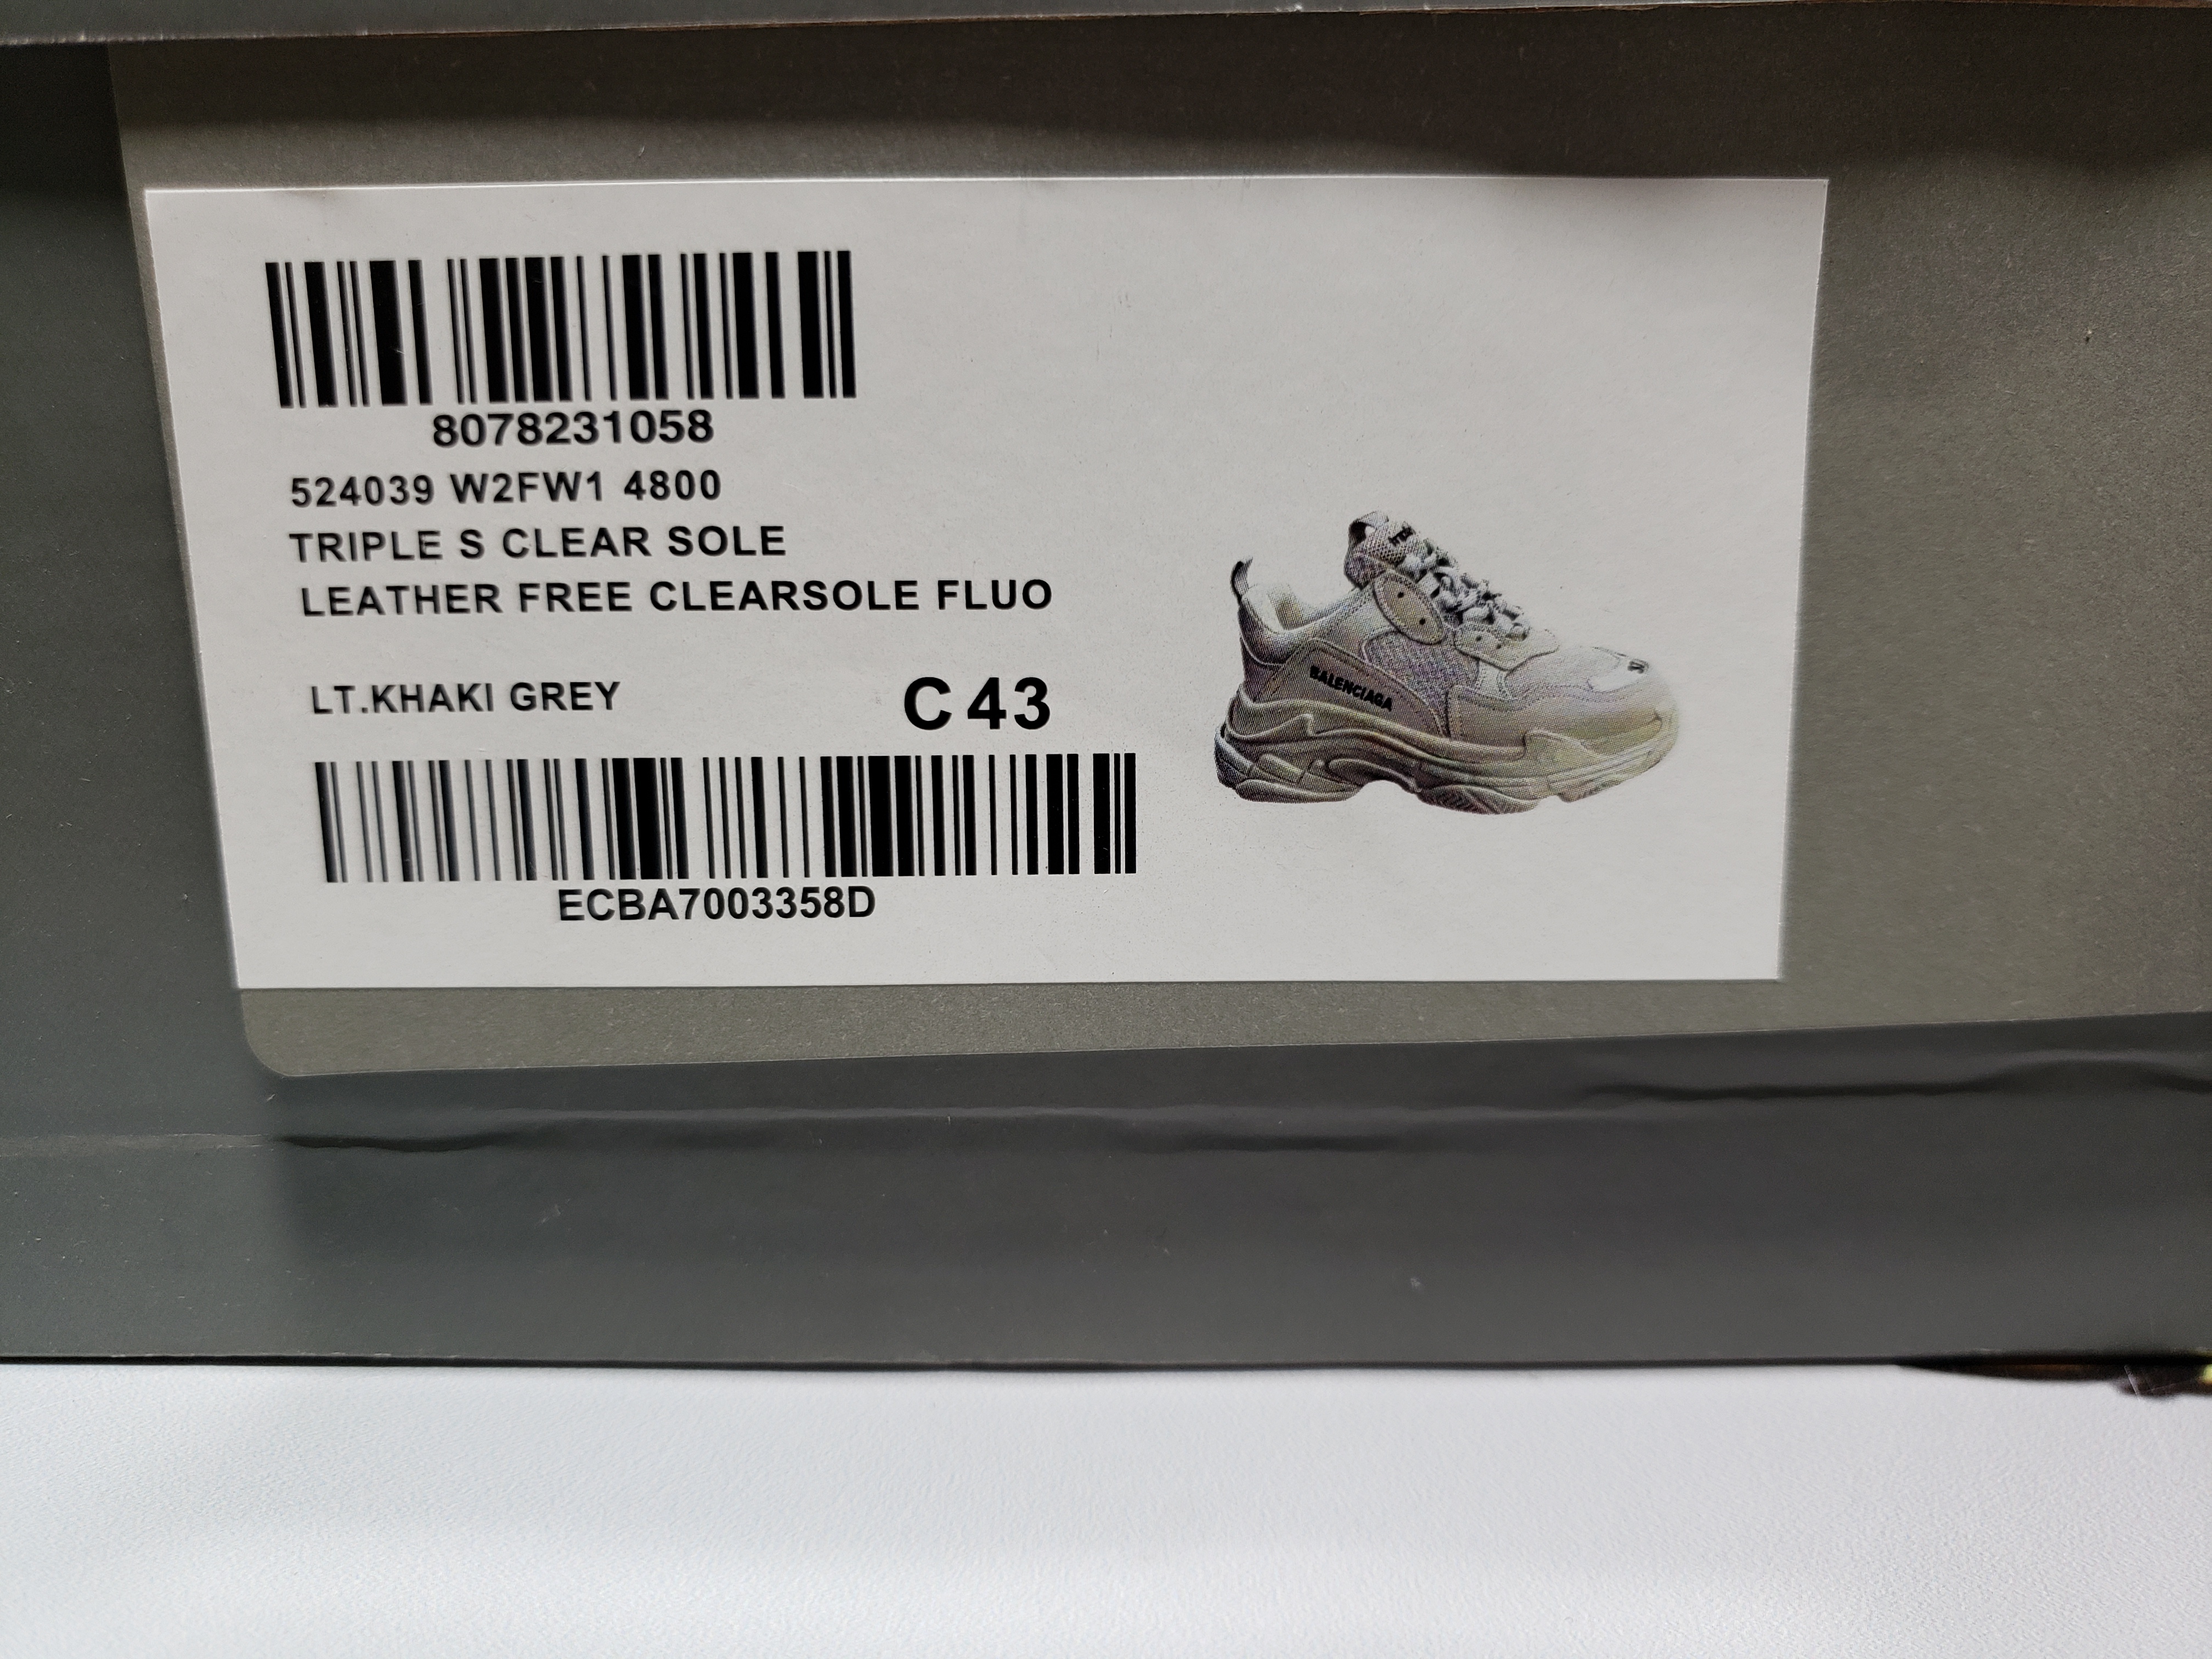 8078231058
524039 W2FW1 4800
TRIPLE S CLEAR SOLE
LEATHER FREE CLEARSOLE FLUO
LT.KHAKI GREY C 43
BALENCIAGA
ECBA7003358D